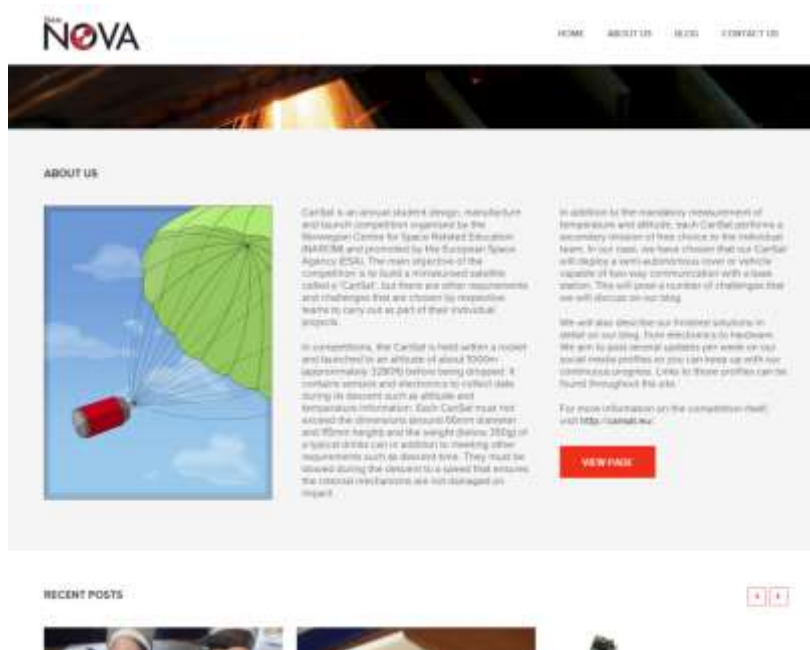 NOVA
HOME ABOUT US BLOG CONTACT US
ABOUT US
CanSat is an annual student design, manufacture
and launch competition organised by the
Norwegian Centre for Space Related Education
(NAROM) and promoted by the European Space
Agency (ESA). The main objective of the
competition is to build a miniaturised satellite
called a 'CanSat', but there are other requirements
and challenges that are chosen by respective
teams to carry out as part of their individual
projects.
In competitions, the CanSat is held within a rocket
and launched to an altitude of about 1000m
(approximately 3280ft) before being dropped. It
contains sensors and electronics to collect data
during its descent such as altitude and
temperature information. Each CanSat must not
exceed the dimensions (around 66mm diameter
and 115mm height) and the weight (below 350g) of
a typical drinks can in addition to meeting other
requirements such as descent time. They must be
slowed during the descent to a speed that ensures
the internal mechanisms are not damaged on
impact.
In addition to the mandatory measurement of
temperature and altitude, each CanSat performs a
secondary mission of free choice to the individual
team. In our case, we have chosen that our CanSat
will deploy a semi-autonomous rover or vehicle
capable of two-way communication with a base
station. This will pose a number of challenges that
we will discuss on our blog.
We will also describe our finished solutions in
detail on our blog, from electronics to hardware.
We aim to post several updates per week on our
social media profiles so you can keep up with our
continuous progress. Links to those profiles can be
found throughout the site.
For more information on the competition itself,
visit http://cansat.eu/.
VIEW PAGE
RECENT POSTS